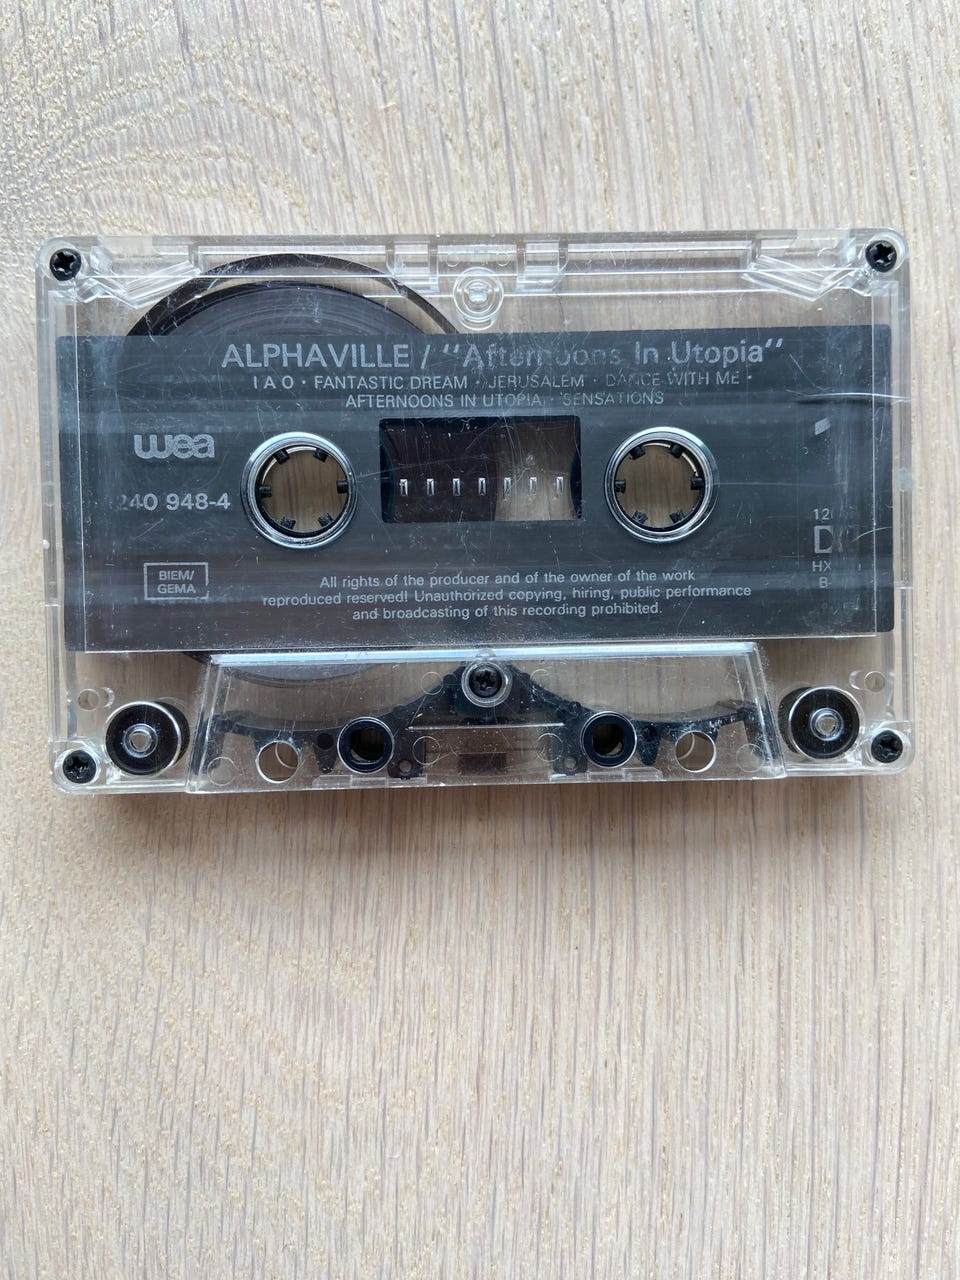 ALPHAVILLE / “Afternoons In Utopia“
I A O · FANTASTIC DREAM · JERUSALEM · DANCE WITH ME ·
AFTERNOONS IN UTOPIA · SENSATIONS
wea
240 948-4
BIEM/
GEMA
All rights of the producer and of the owner of the work
reproduced reserved! Unauthorized copying, hiring, public performance
and broadcasting of this recording prohibited.
HX